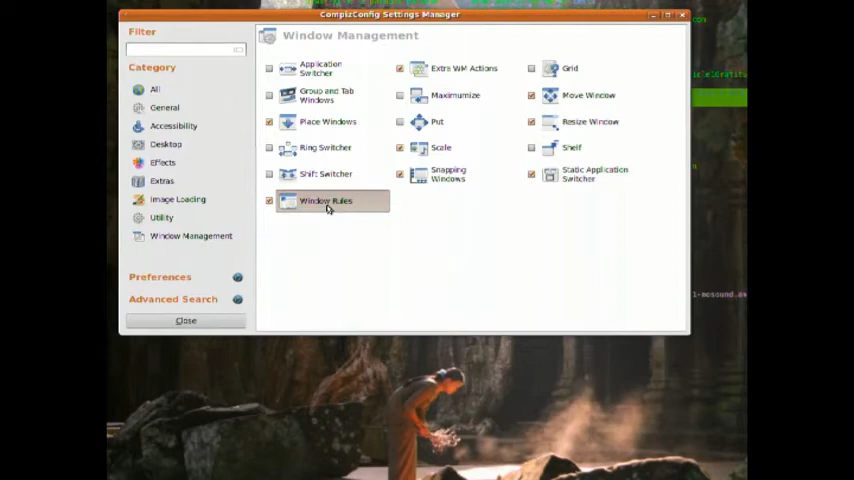 CompizConfig Settings Manager
Filter
Category
All
General
Accessibility
Desktop
Effects
Extras
Image Loading
Utility
Window Management
Preferences
Advanced Search
Close
Window Management
Application
Switcher
Extra WM Actions
Grid
Group and Tab
Windows
Maximumize
Move Window
Place Windows
Put
Resize Window
Ring Switcher
Scale
Shelf
Shift Switcher
Snapping
Windows
Static Application
Switcher
Window Rules